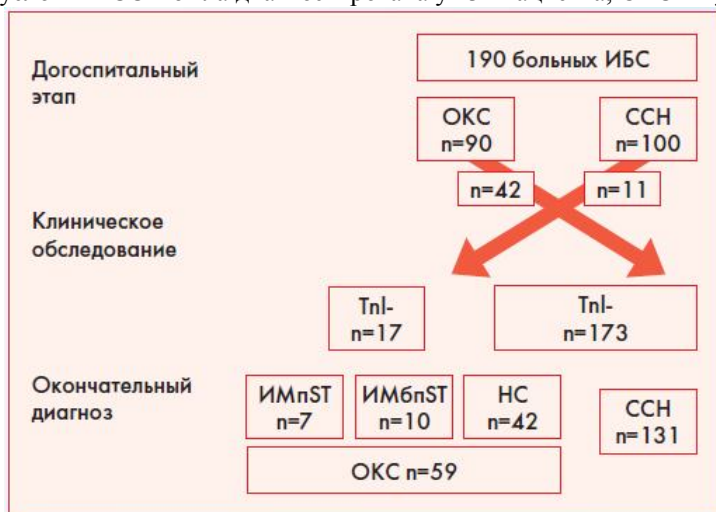 Догоспитальный
этап
190 больных ИБС
ОКС
n=90
ССН
n=100
n=42
n=11
Клиническое
обследование
TnI-
n=17
TnI-
n=173
Окончательный
диагноз
ИМпST
n=7
ИМбпST
n=10
НС
n=42
ССН
n=131
ОКС n=59